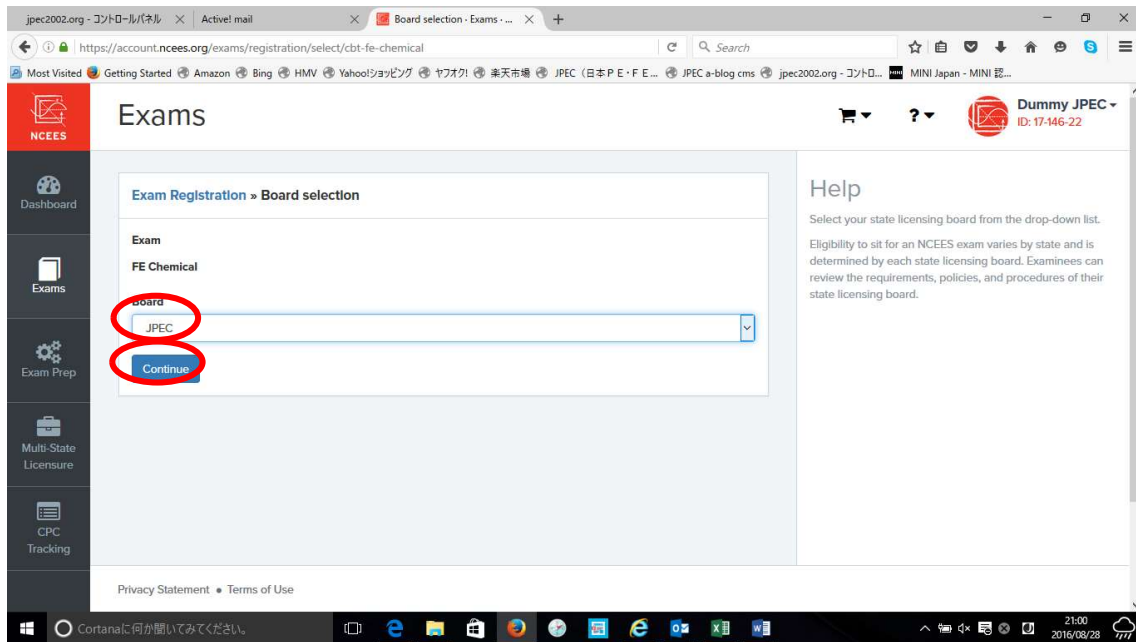 jpec2002.org - コントロールパネル
Active! mail
Board selection - Exams - ...
https://account.ncees.org/exams/registration/select/cbt-fe-chemical
Search
Most Visited Getting Started Amazon Bing HMV Yahoo!ショッピング ヤフオク! 楽天市場 JPEC (日本ＰＥ・ＦＥ... JPEC a-blog cms jpec2002.org - コントロ... MINI Japan - MINI 認...
NCEES
Exams
Dummy JPEC
ID: 17-146-22
Dashboard
Exams
Exam Prep
Multi-State
Licensure
CPC
Tracking
Exam Registration » Board selection
Exam
FE Chemical
Board
JPEC
Continue
Help
Select your state licensing board from the drop-down list.
Eligibility to sit for an NCEES exam varies by state and is
determined by each state licensing board. Examinees can
review the requirements, policies, and procedures of their
state licensing board.
Privacy Statement • Terms of Use
Cortanaに何か聞いてみてください。
21:00
2016/08/28